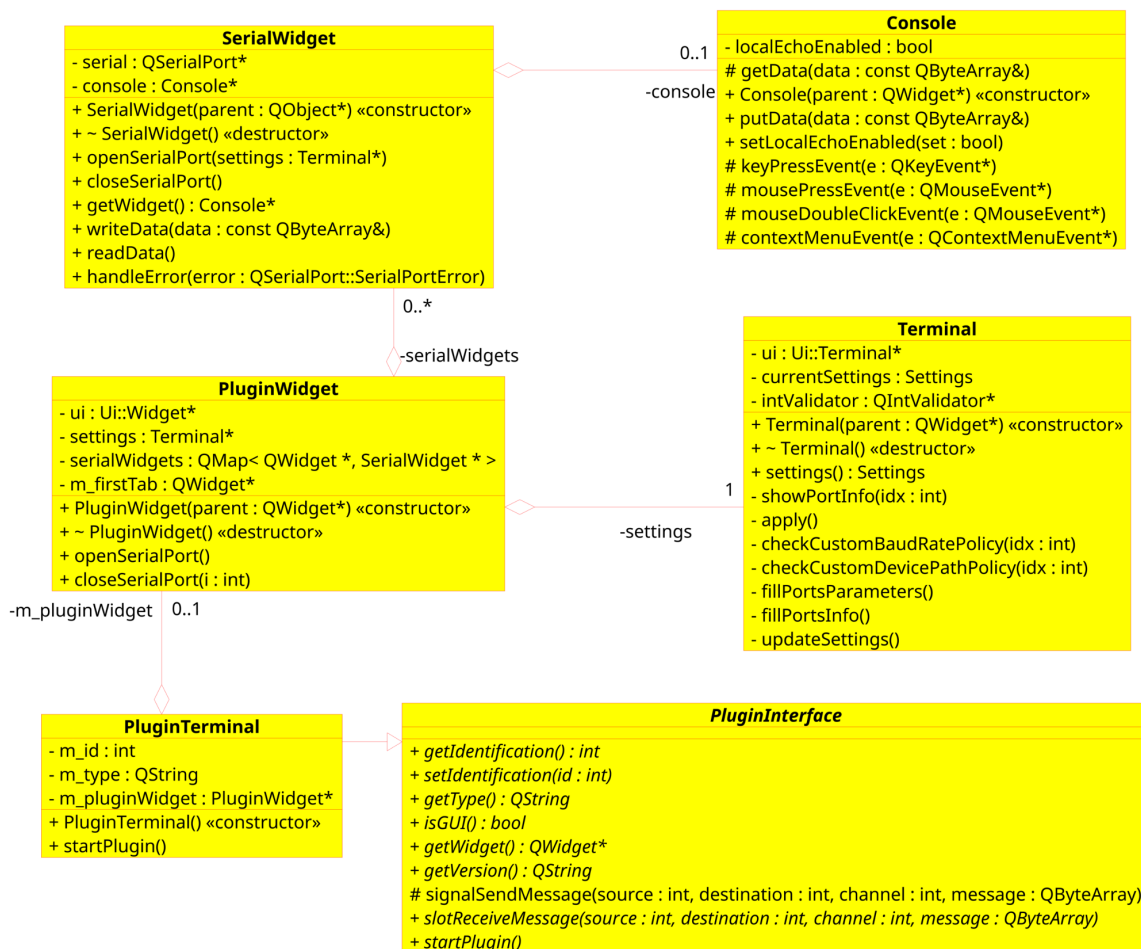 SerialWidget
- serial : QSerialPort*
- console : Console*
+ SerialWidget(parent : QObject*) «constructor»
+ ~ SerialWidget() «destructor»
+ openSerialPort(settings : Terminal*)
+ closeSerialPort()
+ getWidget() : Console*
+ writeData(data : const QByteArray&)
+ readData()
+ handleError(error : QSerialPort::SerialPortError)
0..1
-console
Console
- localEchoEnabled : bool
# getData(data : const QByteArray&)
+ Console(parent : QWidget*) «constructor»
+ putData(data : const QByteArray&)
+ setLocalEchoEnabled(set : bool)
# keyPressEvent(e : QKeyEvent*)
# mousePressEvent(e : QMouseEvent*)
# mouseDoubleClickEvent(e : QMouseEvent*)
# contextMenuEvent(e : QContextMenuEvent*)
0..*
-serialWidgets
PluginWidget
- ui : Ui::Widget*
- settings : Terminal*
- serialWidgets : QMap< QWidget *, SerialWidget * >
- m_firstTab : QWidget*
+ PluginWidget(parent : QWidget*) «constructor»
+ ~ PluginWidget() «destructor»
+ openSerialPort()
+ closeSerialPort(i : int)
1
-settings
Terminal
- ui : Ui::Terminal*
- currentSettings : Settings
- intValidator : QIntValidator*
+ Terminal(parent : QWidget*) «constructor»
+ ~ Terminal() «destructor»
+ settings() : Settings
- showPortInfo(idx : int)
- apply()
- checkCustomBaudRatePolicy(idx : int)
- checkCustomDevicePathPolicy(idx : int)
- fillPortsParameters()
- fillPortsInfo()
- updateSettings()
-m_pluginWidget
0..1
PluginTerminal
- m_id : int
- m_type : QString
- m_pluginWidget : PluginWidget*
+ PluginTerminal() «constructor»
+ startPlugin()
PluginInterface
+ getIdentification() : int
+ setIdentification(id : int)
+ getType() : QString
+ isGUI() : bool
+ getWidget() : QWidget*
+ getVersion() : QString
# signalSendMessage(source : int, destination : int, channel : int, message : QByteArray)
+ slotReceiveMessage(source : int, destination : int, channel : int, message : QByteArray)
+ startPlugin()